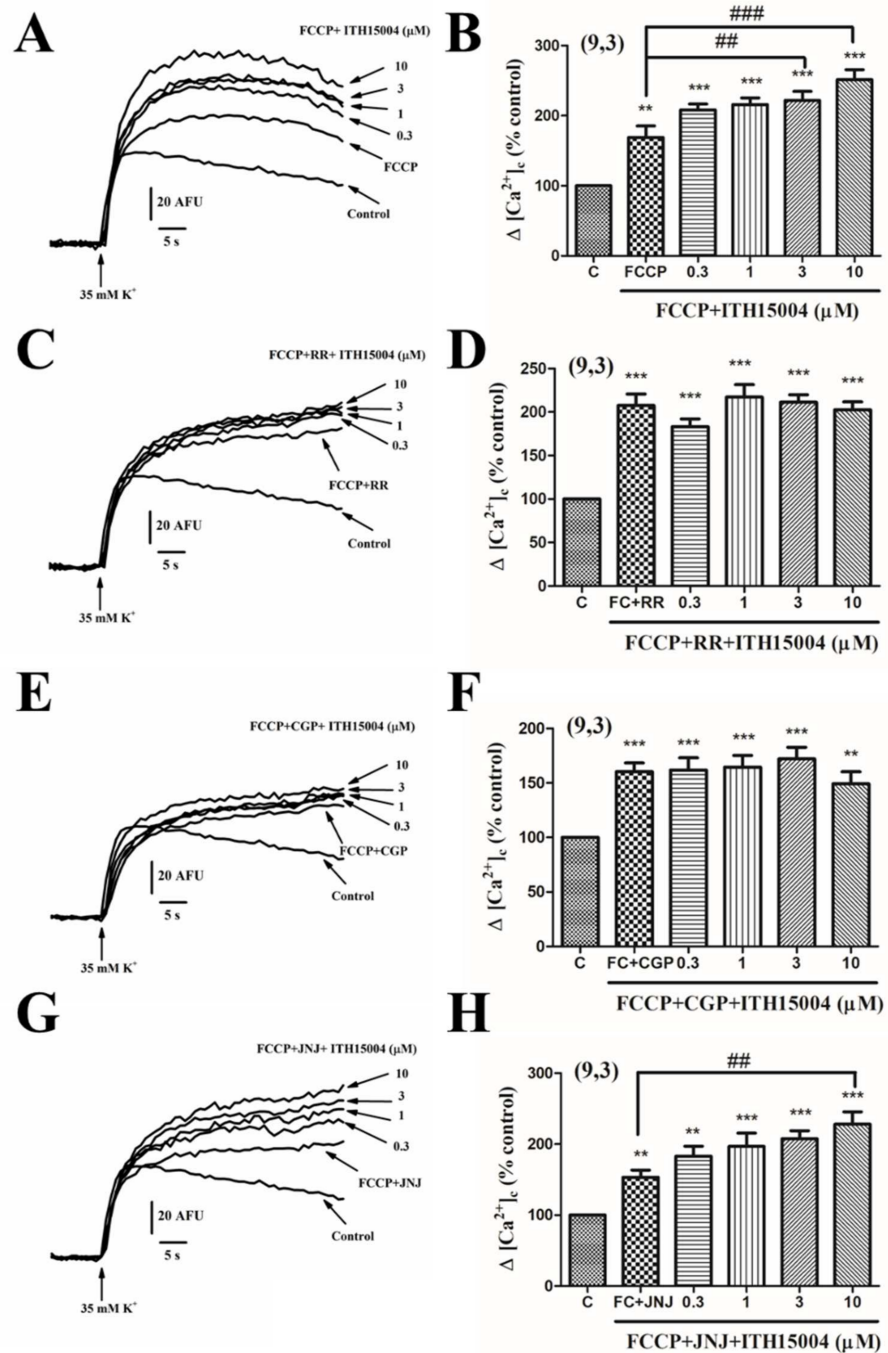 A
FCCP+ ITH15004 (µM)
10
3
1
0.3
FCCP
Control
20 AFU
5 s
35 mM K⁺
B
(9,3)
###
##
** *** *** *** ***
Δ [Ca²⁺]c (% control)
300
200
100
0
C FCCP 0.3 1 3 10
FCCP+ITH15004 (µM)
C
FCCP+RR+ ITH15004 (µM)
10
3
1
0.3
FCCP+RR
Control
20 AFU
5 s
35 mM K⁺
D
(9,3)
*** *** *** *** ***
Δ [Ca²⁺]c (% control)
250
200
150
100
50
0
C FC+RR 0.3 1 3 10
FCCP+RR+ITH15004 (µM)
E
FCCP+CGP+ ITH15004 (µM)
10
3
1
0.3
FCCP+CGP
Control
20 AFU
5 s
35 mM K⁺
F
(9,3)
*** *** *** *** **
Δ [Ca²⁺]c (% control)
200
150
100
50
0
C FC+CGP 0.3 1 3 10
FCCP+CGP+ITH15004 (µM)
G
FCCP+JNJ+ ITH15004 (µM)
10
3
1
0.3
FCCP+JNJ
Control
20 AFU
5 s
35 mM K⁺
H
(9,3)
##
** ** *** *** ***
Δ [Ca²⁺]c (% control)
300
200
100
0
C FC+JNJ 0.3 1 3 10
FCCP+JNJ+ITH15004 (µM)